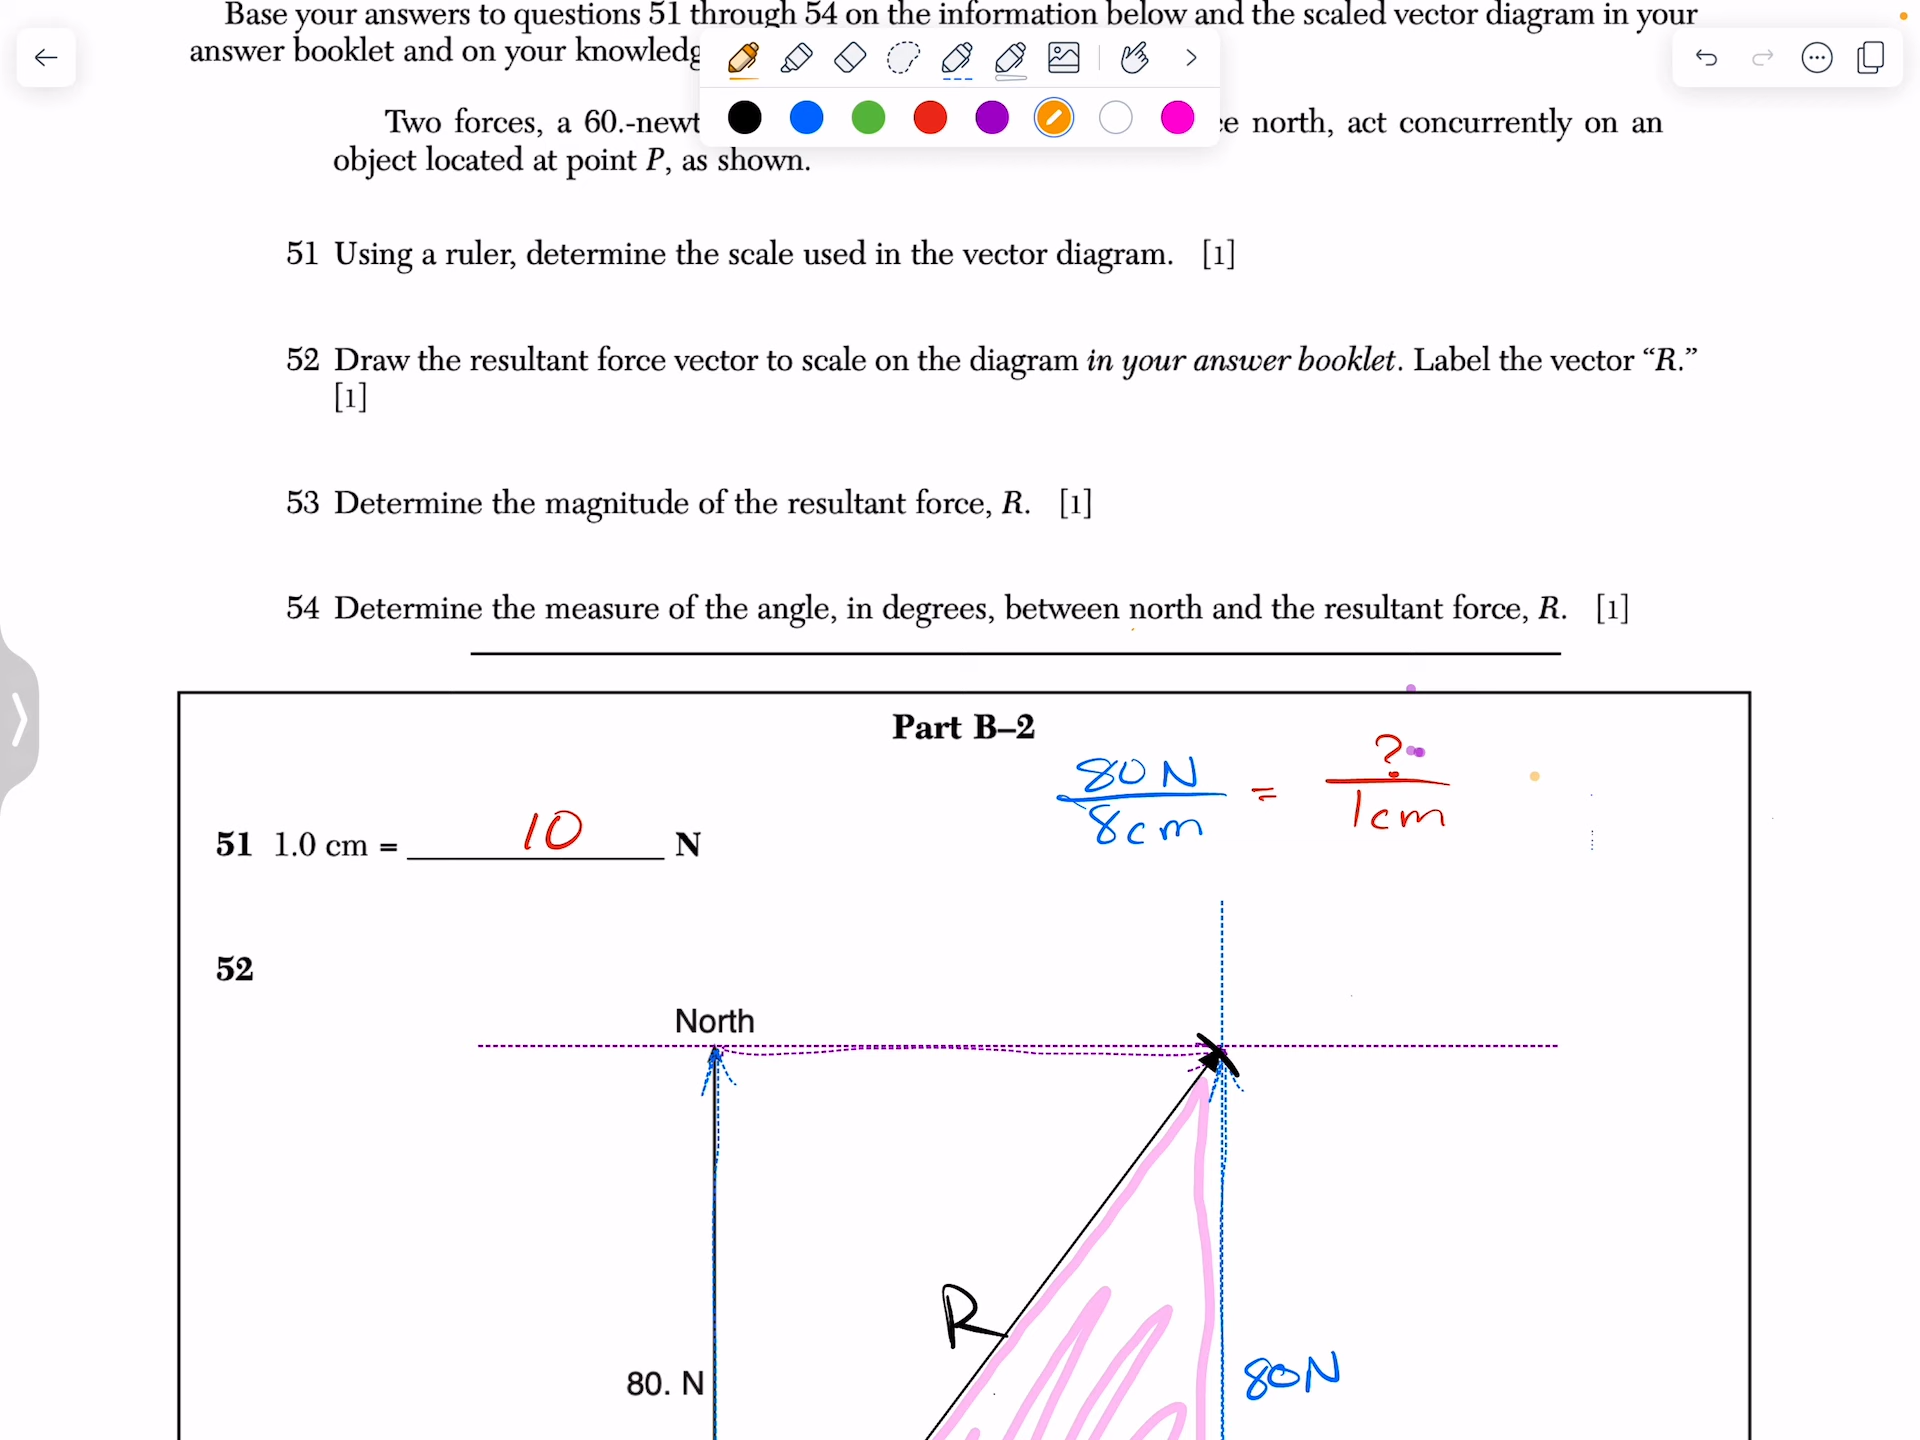 Base your answers to questions 51 through 54 on the information below and the scaled vector diagram in your
answer booklet and on your
Two forces, a 60. north, act concurrently on an
object located at point P, as shown.
51 Using a ruler, determine the scale used in the vector diagram. [1]
52 Draw the resultant force vector to scale on the diagram in your answer booklet. Label the vector “R.”
[1]
53 Determine the magnitude of the resultant force, R. [1]
54 Determine the measure of the angle, in degrees, between north and the resultant force, R. [1]
Part B–2
80 N / 8cm = ? / 1cm
51 1.0 cm = 10 N
52
North
R
80. N
80N